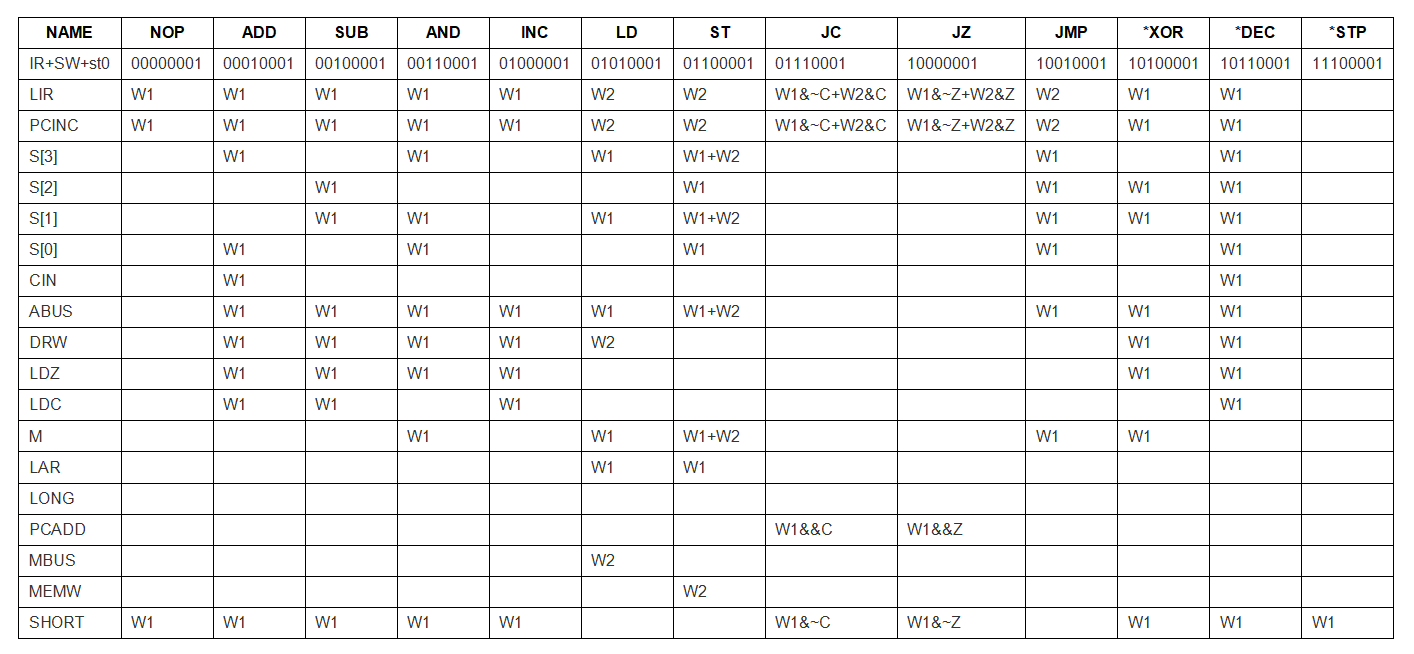 NAME NOP ADD SUB AND INC LD ST JC JZ JMP *XOR *DEC *STP
IR+SW+st0 00000001 00010001 00100001 00110001 01000001 01010001 01100001 01110001 10000001 10010001 10100001 10110001 11100001
LIR W1 W1 W1 W1 W1 W2 W2 W1&~C+W2&C W1&~Z+W2&Z W2 W1 W1
PCINC W1 W1 W1 W1 W1 W2 W2 W1&~C+W2&C W1&~Z+W2&Z W2 W1 W1
S[3] W1 W1 W1 W1+W2 W1 W1
S[2] W1 W1 W1 W1 W1
S[1] W1 W1 W1 W1+W2 W1 W1 W1
S[0] W1 W1 W1 W1 W1
CIN W1 W1
ABUS W1 W1 W1 W1 W1 W1+W2 W1 W1 W1
DRW W1 W1 W1 W1 W2 W1 W1
LDZ W1 W1 W1 W1 W1 W1
LDC W1 W1 W1 W1
M W1 W1 W1+W2 W1 W1
LAR W1 W1
LONG
PCADD W1&&C W1&&Z
MBUS W2
MEMW W2
SHORT W1 W1 W1 W1 W1 W1&~C W1&~Z W1 W1 W1